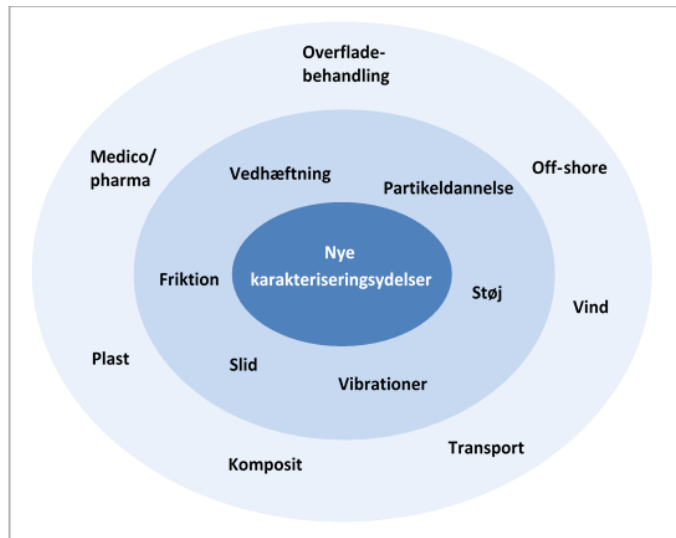 Overflade-
behandling
Medico/
pharma
Vedhæftning
Partikeldannelse
Off-shore
Nye
karakteriseringsydelser
Friktion
Støj
Vind
Plast
Slid
Vibrationer
Komposit
Transport